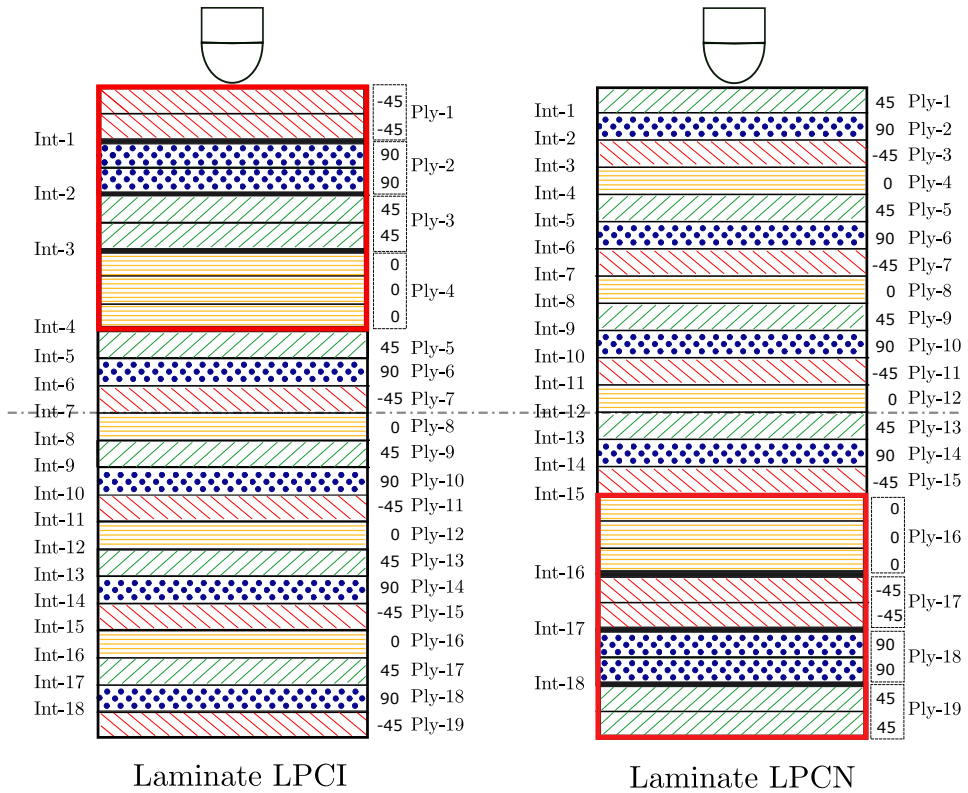 -45
Ply-1
-45
Int-1
90
Ply-2
90
Int-2
45
Ply-3
45
Int-3
0
0 Ply-4
0
Int-4
45 Ply-5
Int-5
90 Ply-6
Int-6
-45 Ply-7
Int-7
0 Ply-8
Int-8
45 Ply-9
Int-9
90 Ply-10
Int-10
-45 Ply-11
Int-11
0 Ply-12
Int-12
45 Ply-13
Int-13
90 Ply-14
Int-14
-45 Ply-15
Int-15
0 Ply-16
Int-16
45 Ply-17
Int-17
90 Ply-18
Int-18
-45 Ply-19
Laminate LPCI
45 Ply-1
Int-1
90 Ply-2
Int-2
-45 Ply-3
Int-3
0 Ply-4
Int-4
45 Ply-5
Int-5
90 Ply-6
Int-6
-45 Ply-7
Int-7
0 Ply-8
Int-8
45 Ply-9
Int-9
90 Ply-10
Int-10
-45 Ply-11
Int-11
0 Ply-12
Int-12
45 Ply-13
Int-13
90 Ply-14
Int-14
-45 Ply-15
Int-15
0
0 Ply-16
0
Int-16
-45
Ply-17
-45
Int-17
90
Ply-18
90
Int-18
45
Ply-19
45
Laminate LPCN